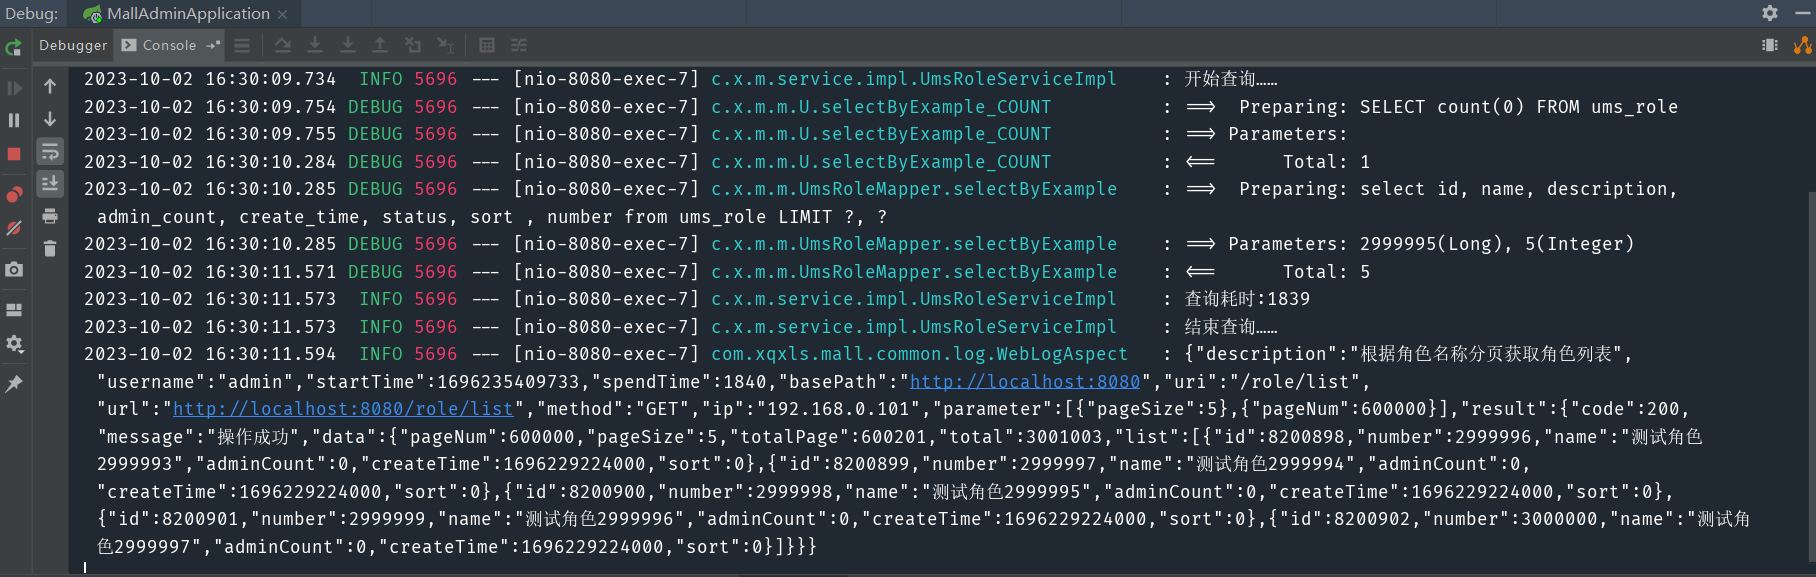 Debug: MallAdminApplication
Debugger Console
2023-10-02 16:30:09.734  INFO 5696 --- [nio-8080-exec-7] c.x.m.service.impl.UmsRoleServiceImpl    : 开始查询……
2023-10-02 16:30:09.754 DEBUG 5696 --- [nio-8080-exec-7] c.x.m.m.U.selectByExample_COUNT          : ==>  Preparing: SELECT count(0) FROM ums_role
2023-10-02 16:30:09.755 DEBUG 5696 --- [nio-8080-exec-7] c.x.m.m.U.selectByExample_COUNT          : ==> Parameters:
2023-10-02 16:30:10.284 DEBUG 5696 --- [nio-8080-exec-7] c.x.m.m.U.selectByExample_COUNT          : <==      Total: 1
2023-10-02 16:30:10.285 DEBUG 5696 --- [nio-8080-exec-7] c.x.m.m.UmsRoleMapper.selectByExample    : ==>  Preparing: select id, name, description,
admin_count, create_time, status, sort , number from ums_role LIMIT ?, ?
2023-10-02 16:30:10.285 DEBUG 5696 --- [nio-8080-exec-7] c.x.m.m.UmsRoleMapper.selectByExample    : ==> Parameters: 2999995(Long), 5(Integer)
2023-10-02 16:30:11.571 DEBUG 5696 --- [nio-8080-exec-7] c.x.m.m.UmsRoleMapper.selectByExample    : <==      Total: 5
2023-10-02 16:30:11.573  INFO 5696 --- [nio-8080-exec-7] c.x.m.service.impl.UmsRoleServiceImpl    : 查询耗时:1839
2023-10-02 16:30:11.573  INFO 5696 --- [nio-8080-exec-7] c.x.m.service.impl.UmsRoleServiceImpl    : 结束查询……
2023-10-02 16:30:11.594  INFO 5696 --- [nio-8080-exec-7] com.xqxls.mall.common.log.WebLogAspect   : {"description":"根据角色名称分页获取角色列表",
"username":"admin","startTime":1696235409733,"spendTime":1840,"basePath":"http://localhost:8080","uri":"/role/list",
"url":"http://localhost:8080/role/list","method":"GET","ip":"192.168.0.101","parameter":[{"pageSize":5},{"pageNum":600000}],"result":{"code":200,
"message":"操作成功","data":{"pageNum":600000,"pageSize":5,"totalPage":600201,"total":3001003,"list":[{"id":8200898,"number":2999996,"name":"测试角色
2999993","adminCount":0,"createTime":1696229224000,"sort":0},{"id":8200899,"number":2999997,"name":"测试角色2999994","adminCount":0,
"createTime":1696229224000,"sort":0},{"id":8200900,"number":2999998,"name":"测试角色2999995","adminCount":0,"createTime":1696229224000,"sort":0},
{"id":8200901,"number":2999999,"name":"测试角色2999996","adminCount":0,"createTime":1696229224000,"sort":0},{"id":8200902,"number":3000000,"name":"测试角
色2999997","adminCount":0,"createTime":1696229224000,"sort":0}]}}}